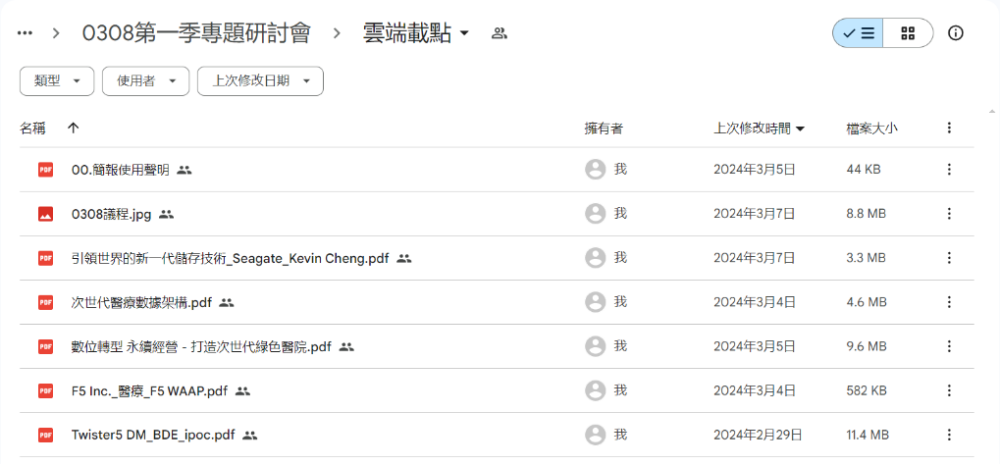 ... > 0308第一季專題研討會 > 雲端載點
類型 使用者 上次修改日期
名稱 擁有者 上次修改時間 檔案大小
PDF 00.簡報使用聲明 我 2024年3月5日 44 KB
0308議程.jpg 我 2024年3月7日 8.8 MB
PDF 引領世界的新一代儲存技術_Seagate_Kevin Cheng.pdf 我 2024年3月7日 3.3 MB
PDF 次世代醫療數據架構.pdf 我 2024年3月4日 4.6 MB
PDF 數位轉型 永續經營 - 打造次世代綠色醫院.pdf 我 2024年3月5日 9.6 MB
PDF F5 Inc._醫療_F5 WAAP.pdf 我 2024年3月4日 582 KB
PDF Twister5 DM_BDE_ipoc.pdf 我 2024年2月29日 11.4 MB